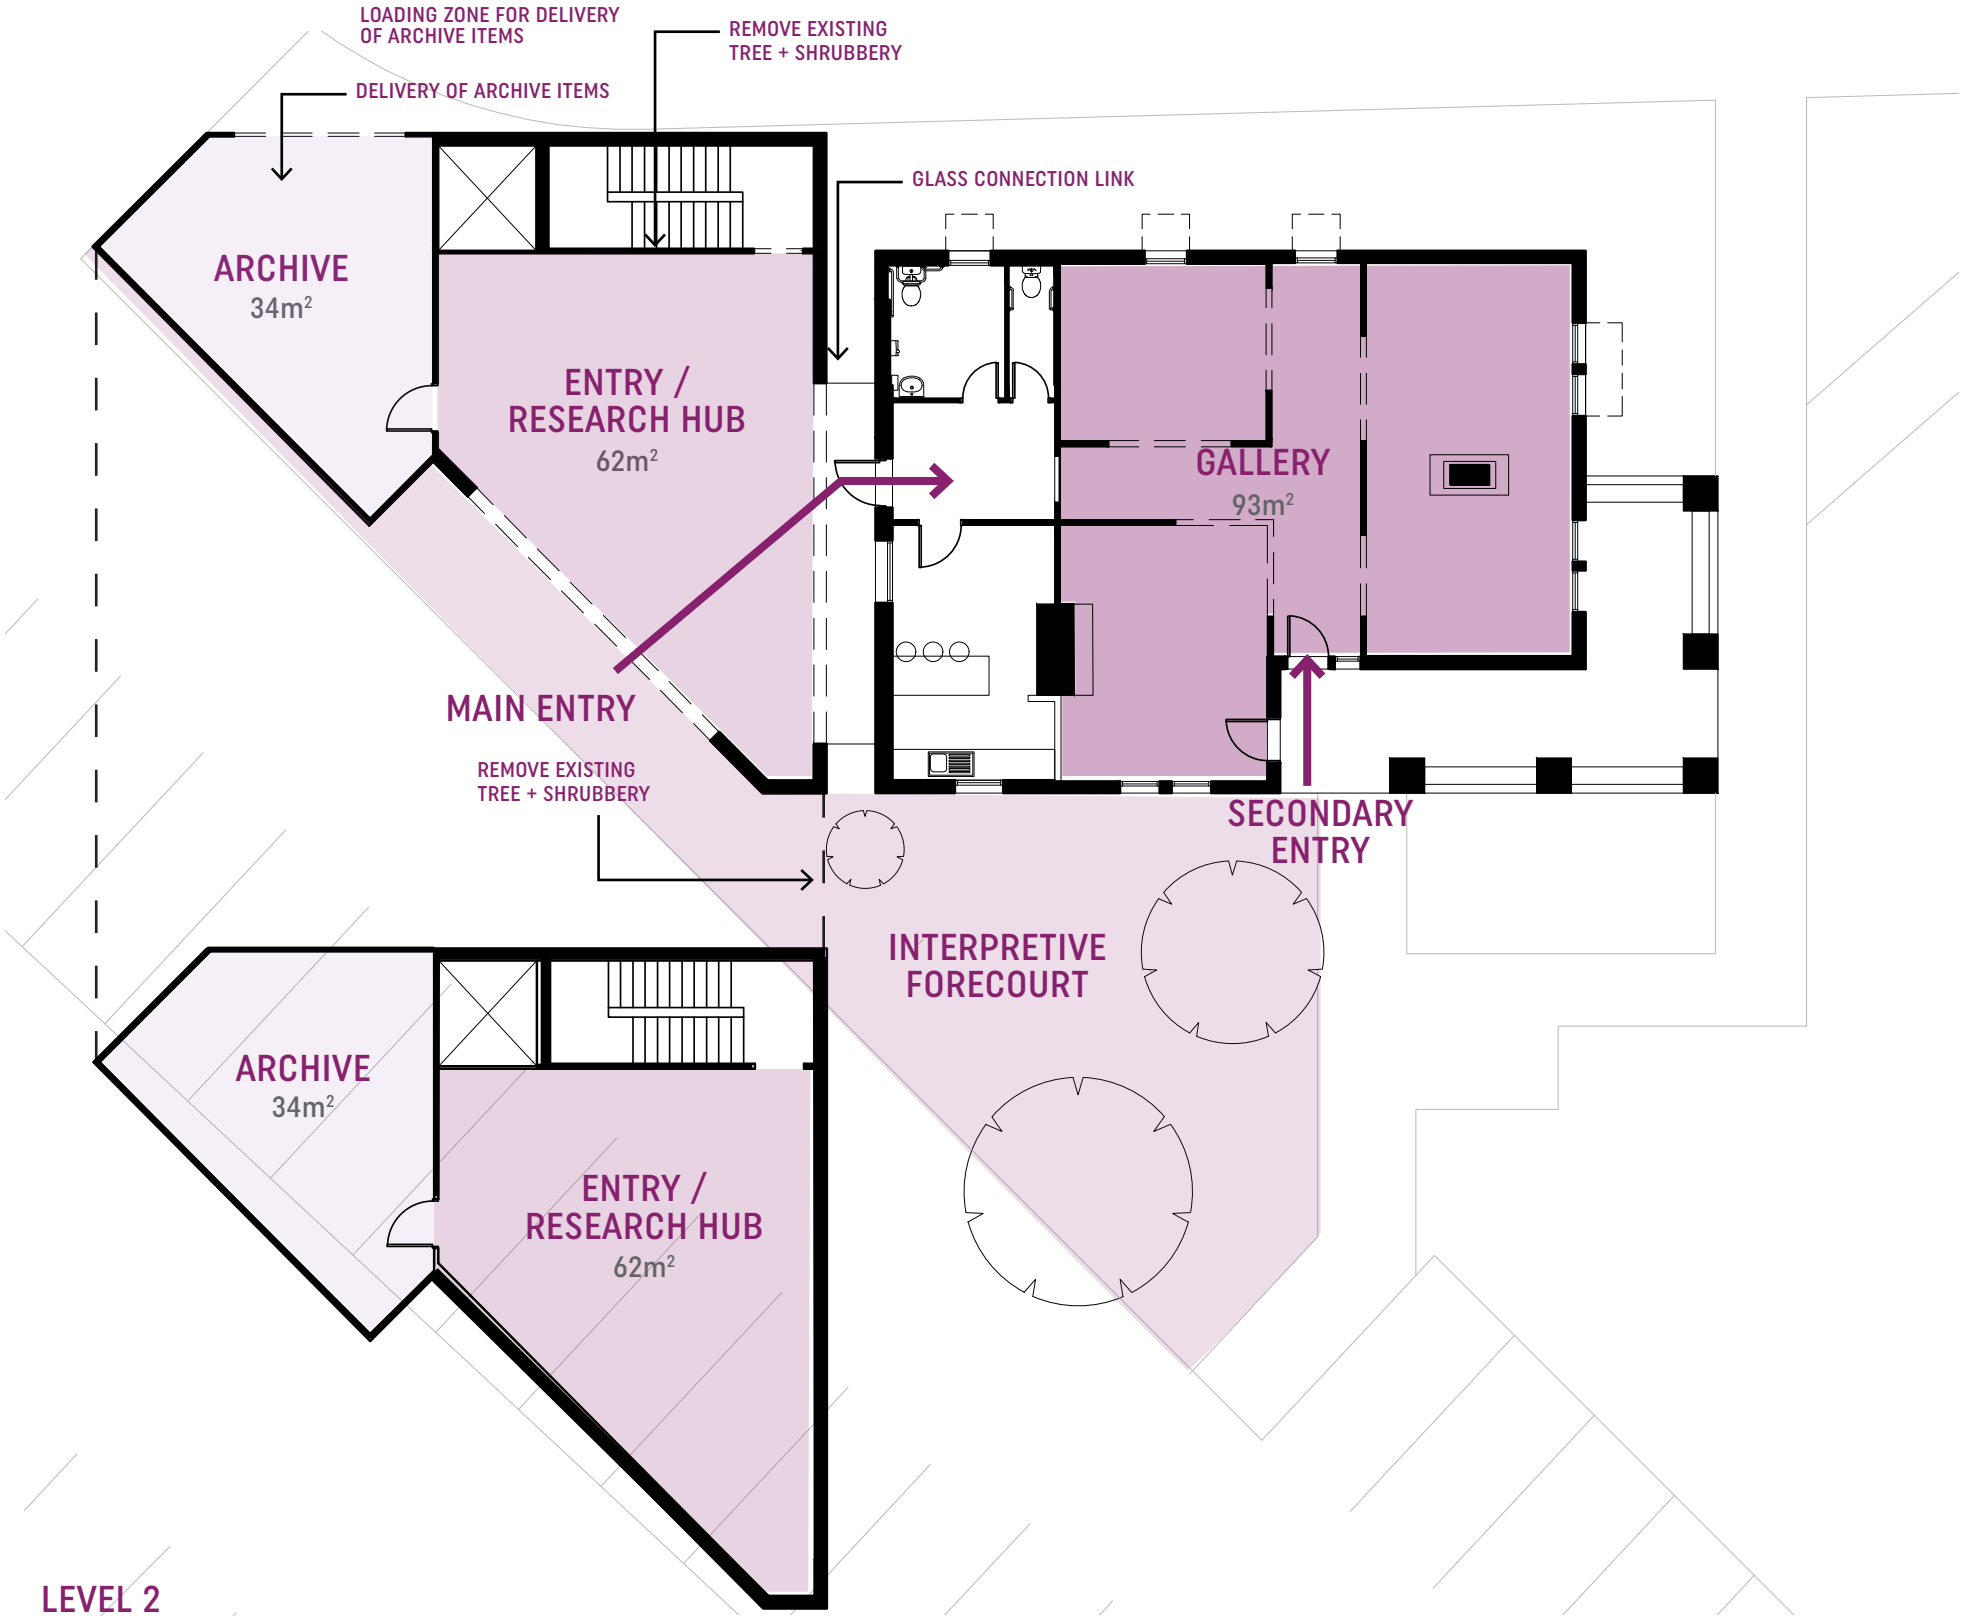 LOADING ZONE FOR DELIVERY
OF ARCHIVE ITEMS
REMOVE EXISTING
TREE + SHRUBBERY
DELIVERY OF ARCHIVE ITEMS
GLASS CONNECTION LINK
ARCHIVE
34m²
ENTRY /
RESEARCH HUB
62m²
GALLERY
93m²
MAIN ENTRY
REMOVE EXISTING
TREE + SHRUBBERY
SECONDARY
ENTRY
INTERPRETIVE
FORECOURT
ARCHIVE
34m²
ENTRY /
RESEARCH HUB
62m²
LEVEL 2